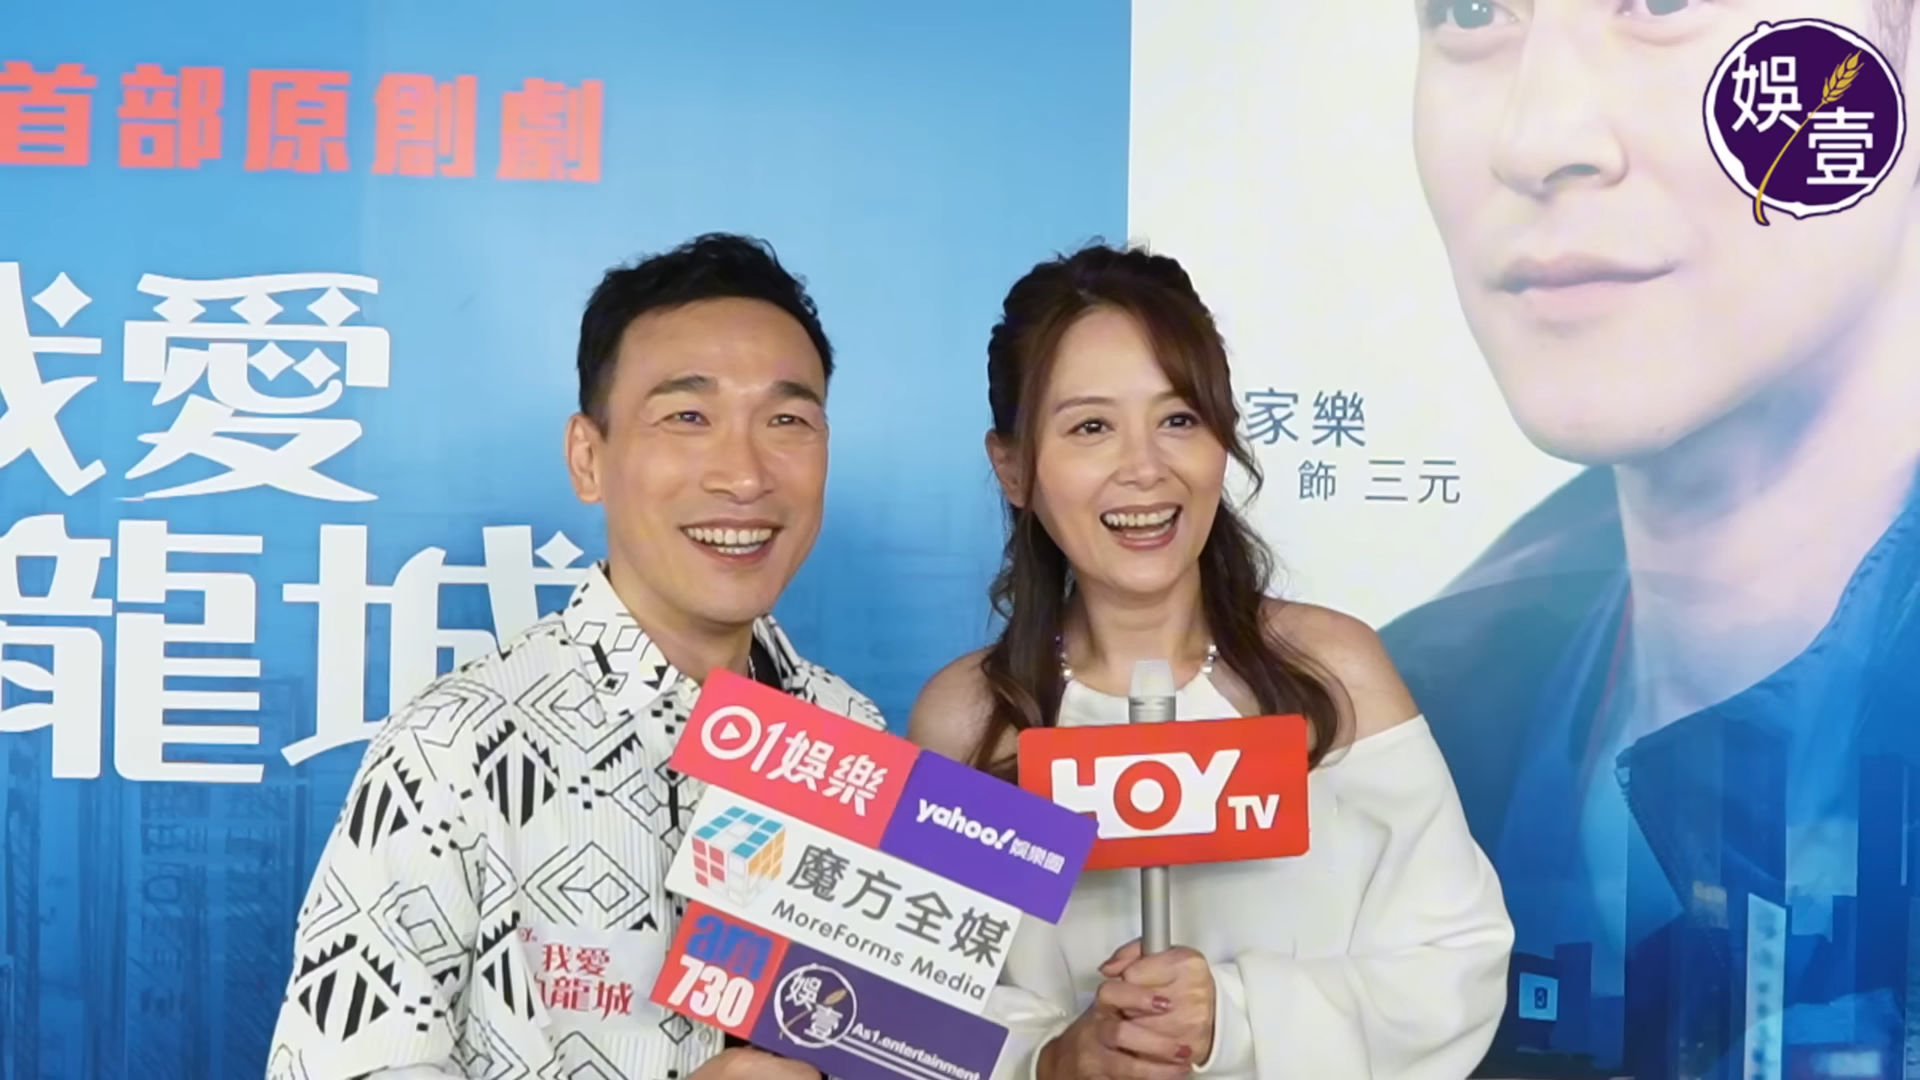 首部原創劇
我愛
龍城
家樂
飾 三元
娛壹
01娛樂
yahoo!娛樂圈
魔方全媒
MoreForms Media
am730
娛壹
As1.entertainment
HOY TV
我愛
九龍城